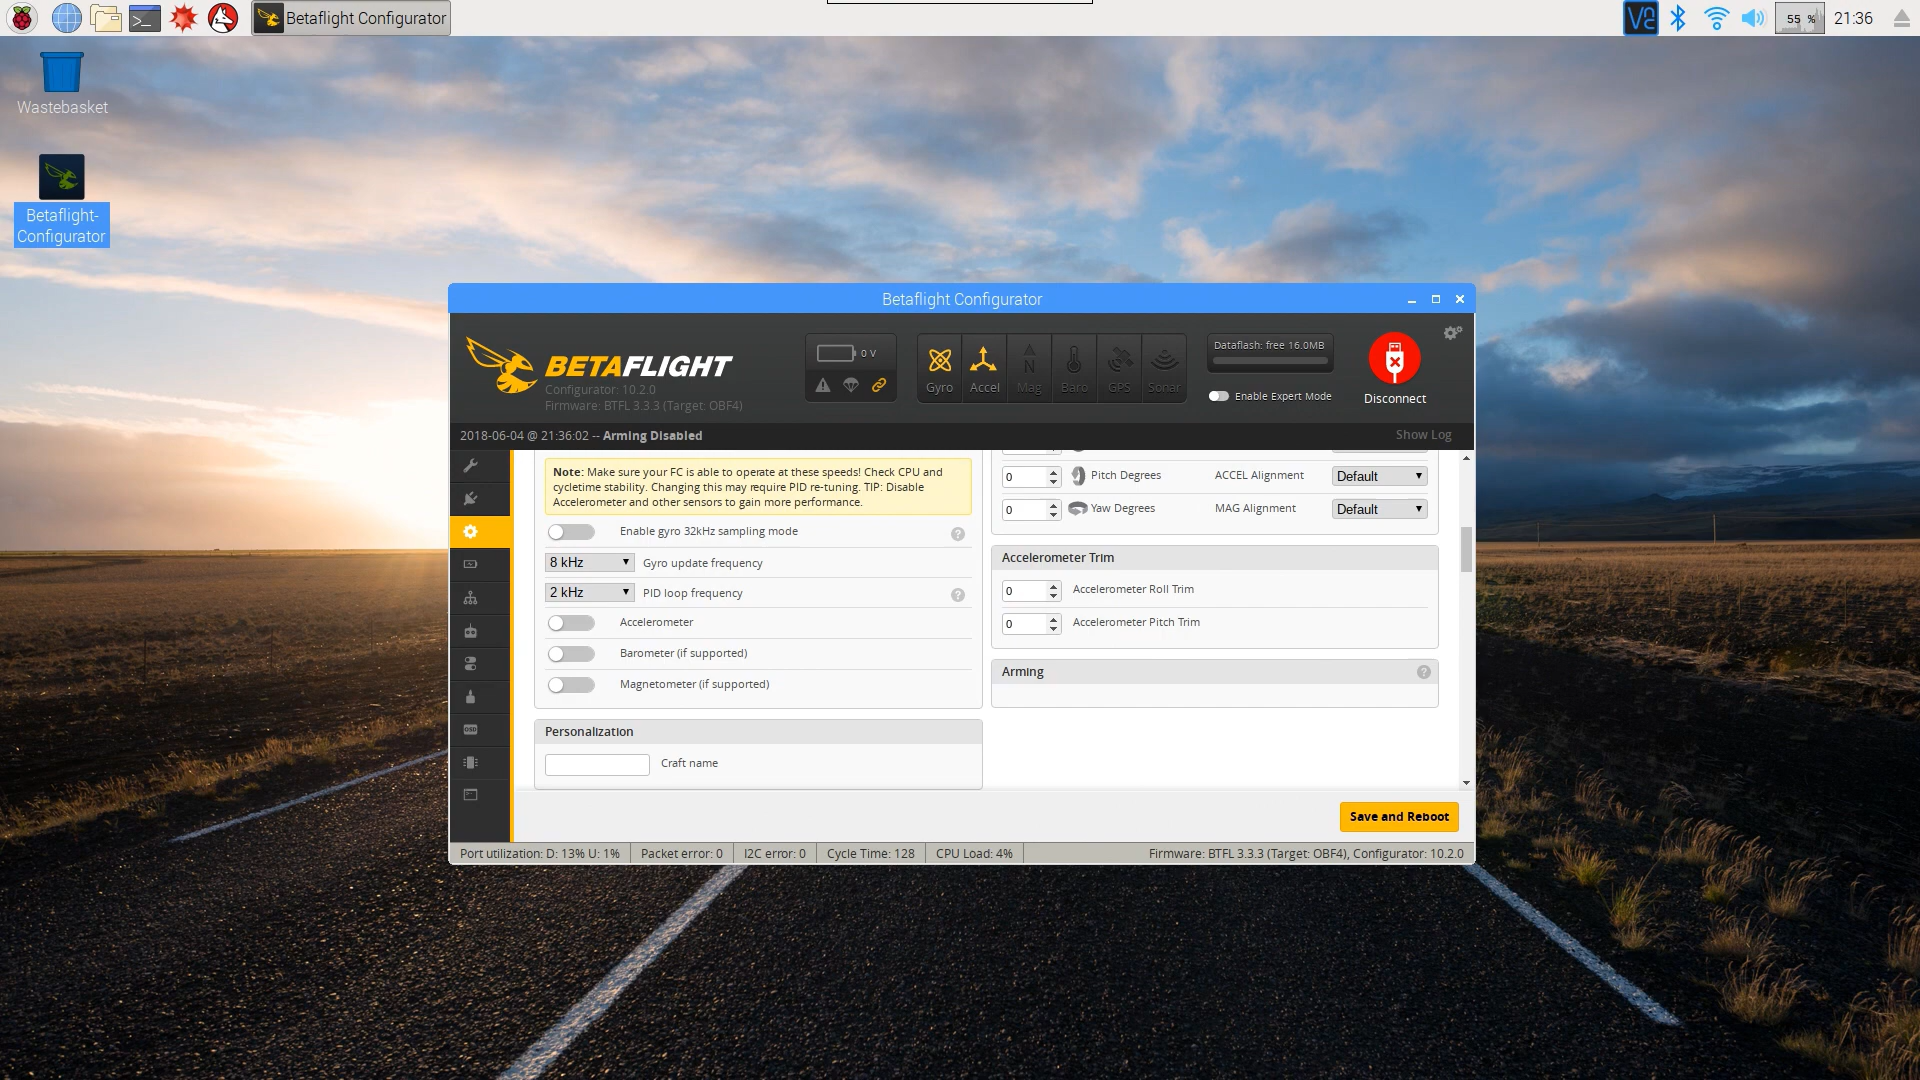 Betaflight Configurator
55 %
21:36
Wastebasket
Betaflight-
Configurator
Betaflight Configurator
BETAFLIGHT
Configurator: 10.2.0
Firmware: BTFL 3.3.3 (Target: OBF4)
0 V
Gyro
Accel
Mag
Baro
GPS
Sonar
Dataflash: free 16.0MB
Enable Expert Mode
Disconnect
2018-06-04 @ 21:36:02 -- Arming Disabled
Show Log
Note: Make sure your FC is able to operate at these speeds! Check CPU and
cycletime stability. Changing this may require PID re-tuning. TIP: Disable
Accelerometer and other sensors to gain more performance.
Enable gyro 32kHz sampling mode
?
8 kHz
Gyro update frequency
2 kHz
PID loop frequency
?
Accelerometer
Barometer (if supported)
Magnetometer (if supported)
Personalization
Craft name
0
Pitch Degrees
ACCEL Alignment
Default
0
Yaw Degrees
MAG Alignment
Default
Accelerometer Trim
0
Accelerometer Roll Trim
0
Accelerometer Pitch Trim
Arming
?
OSD
Save and Reboot
Port utilization: D: 13% U: 1%
Packet error: 0
I2C error: 0
Cycle Time: 128
CPU Load: 4%
Firmware: BTFL 3.3.3 (Target: OBF4), Configurator: 10.2.0